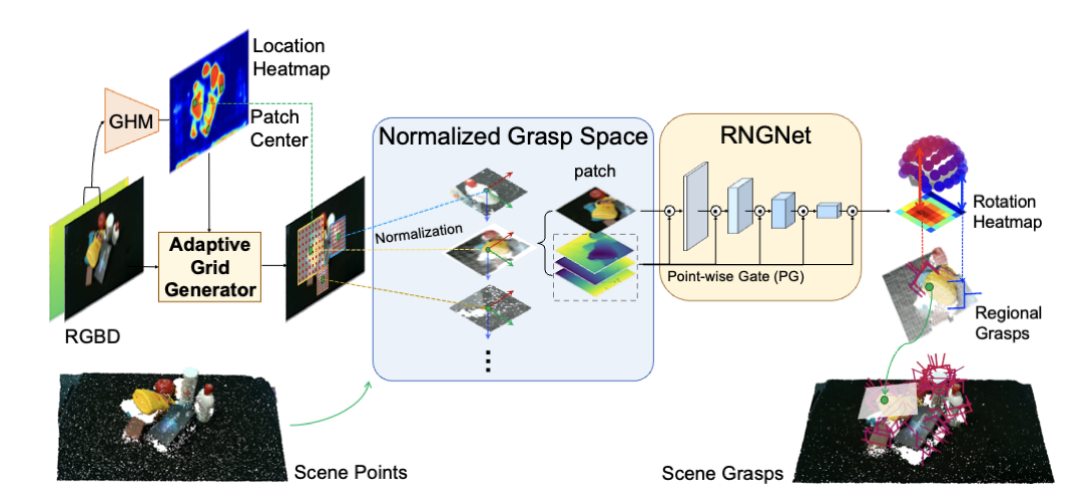 Location
Heatmap
GHM
Patch
Center
Adaptive
Grid
Generator
RGBD
Scene Points
Normalized Grasp Space
Normalization
patch
RNGNet
Point-wise Gate (PG)
Rotation
Heatmap
Regional
Grasps
Scene Grasps